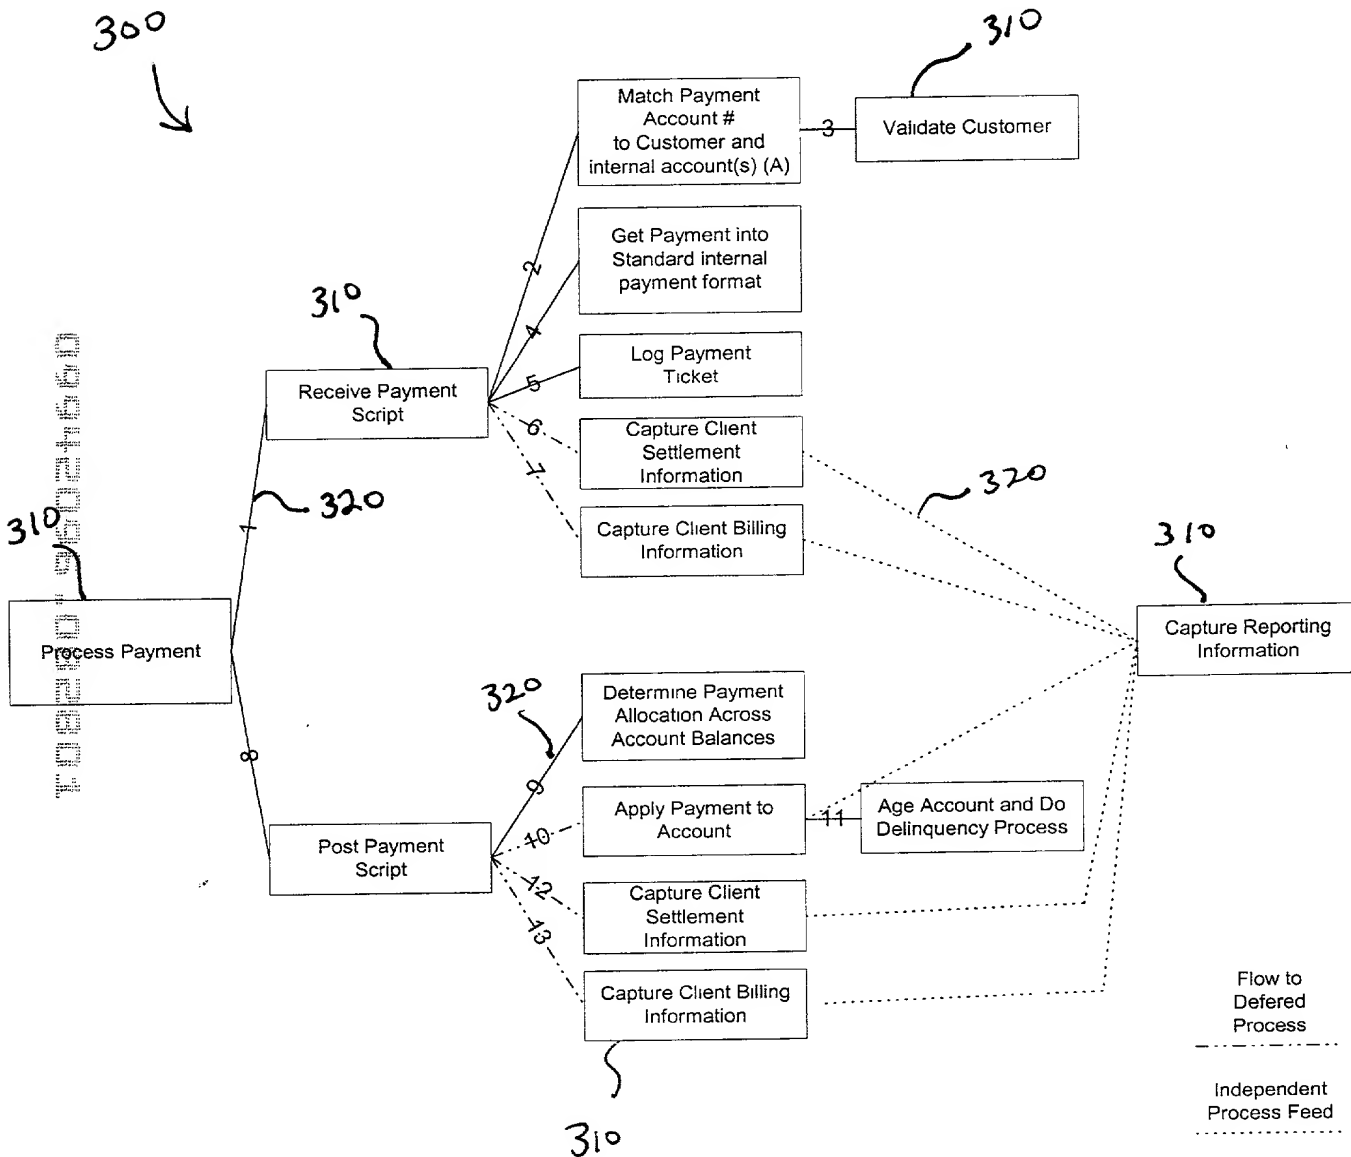 300
310
Match Payment
Account #
to Customer and
internal account(s) (A)
3
Validate Customer
2
Get Payment into
Standard internal
payment format
310
4
Log Payment
Ticket
5
Receive Payment
Script
6
Capture Client
Settlement
Information
7
320
320
1
310
Capture Client Billing
Information
310
Process Payment
Capture Reporting
Information
320
Determine Payment
Allocation Across
Account Balances
8
9
10
Apply Payment to
Account
11
Age Account and Do
Delinquency Process
Post Payment
Script
12
Capture Client
Settlement
Information
13
Capture Client Billing
Information
310
Flow to
Defered
Process
Independent
Process Feed